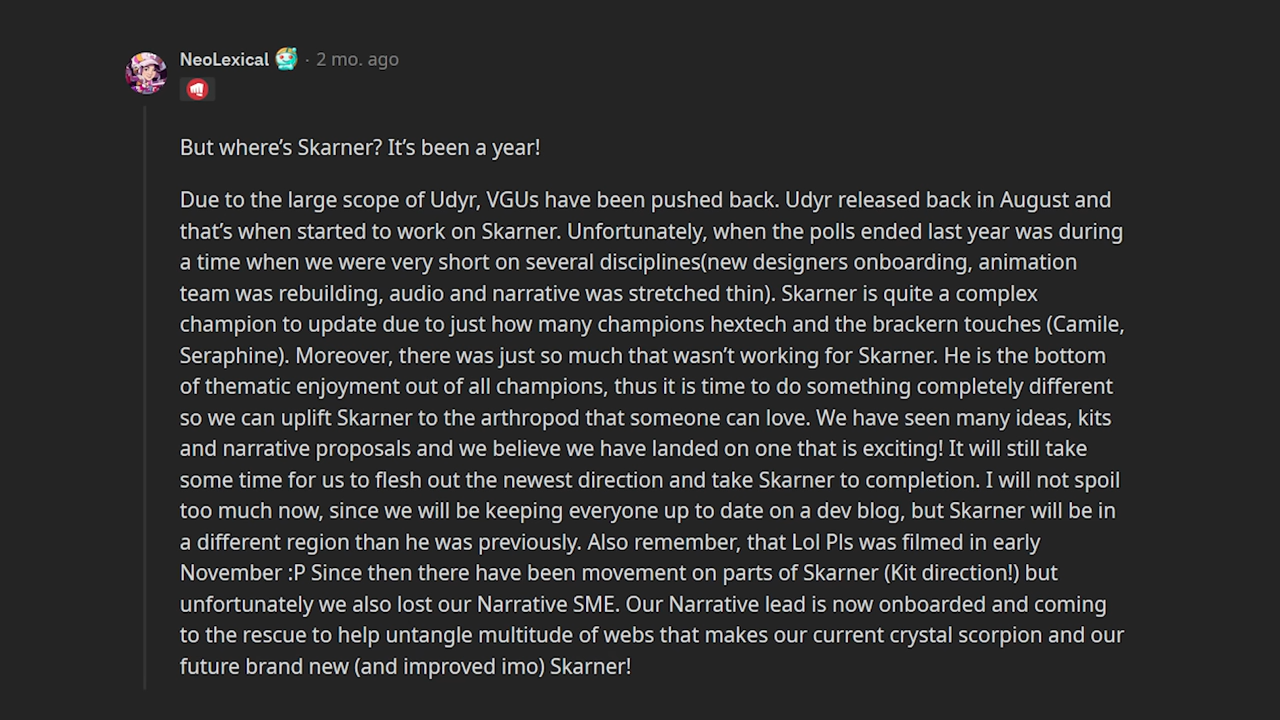 NeoLexical · 2 mo. ago
But where’s Skarner? It’s been a year!
Due to the large scope of Udyr, VGUs have been pushed back. Udyr released back in August and
that’s when started to work on Skarner. Unfortunately, when the polls ended last year was during
a time when we were very short on several disciplines(new designers onboarding, animation
team was rebuilding, audio and narrative was stretched thin). Skarner is quite a complex
champion to update due to just how many champions hextech and the brackern touches (Camile,
Seraphine). Moreover, there was just so much that wasn’t working for Skarner. He is the bottom
of thematic enjoyment out of all champions, thus it is time to do something completely different
so we can uplift Skarner to the arthropod that someone can love. We have seen many ideas, kits
and narrative proposals and we believe we have landed on one that is exciting! It will still take
some time for us to flesh out the newest direction and take Skarner to completion. I will not spoil
too much now, since we will be keeping everyone up to date on a dev blog, but Skarner will be in
a different region than he was previously. Also remember, that Lol Pls was filmed in early
November :P Since then there have been movement on parts of Skarner (Kit direction!) but
unfortunately we also lost our Narrative SME. Our Narrative lead is now onboarded and coming
to the rescue to help untangle multitude of webs that makes our current crystal scorpion and our
future brand new (and improved imo) Skarner!